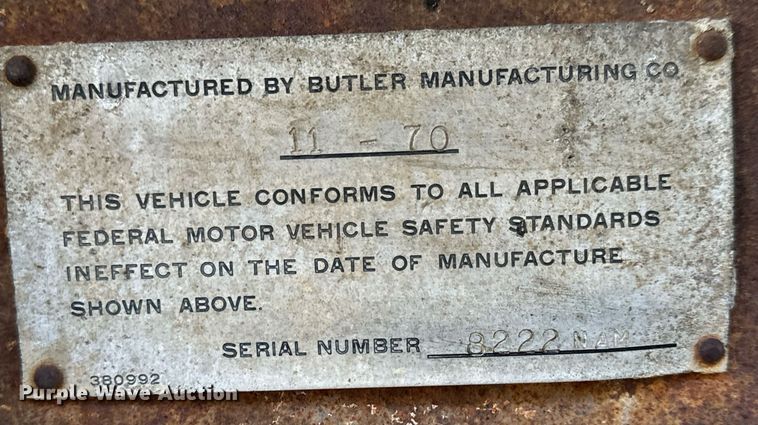 MANUFACTURED BY BUTLER MANUFACTURING CO
11 - 70
THIS VEHICLE CONFORMS TO ALL APPLICABLE
FEDERAL MOTOR VEHICLE SAFETY STANDARDS
INEFFECT ON THE DATE OF MANUFACTURE
SHOWN ABOVE.
SERIAL NUMBER 8222 NAM
380992
Purple Wave Auction